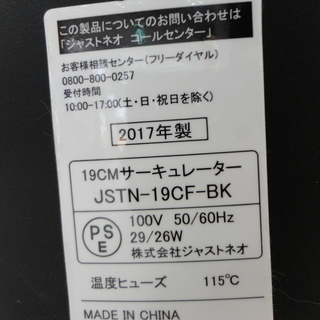 この製品についてのお問い合わせは
「ジャストネオ コールセンター」
お客様相談センター(フリーダイヤル)
0800-800-0257
受付時間
10:00-17:00(土・日・祝日を除く)
2017年製
19CMサーキュレーター
JSTN-19CF-BK
PS
E
100V 50/60Hz
29/26W
株式会社ジャストネオ
温度ヒューズ 115℃
MADE IN CHINA